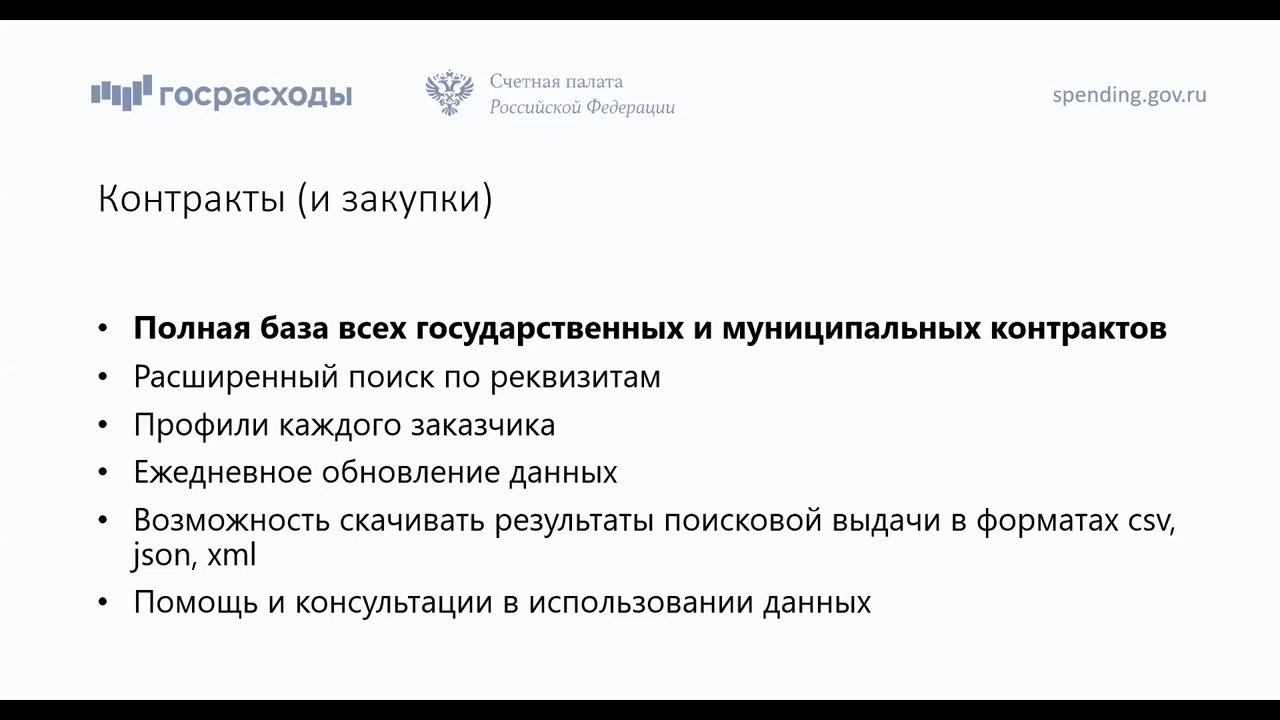 госрасходы
Счетная палата
Российской Федерации
spending.gov.ru
Контракты (и закупки)
• Полная база всех государственных и муниципальных контрактов
• Расширенный поиск по реквизитам
• Профили каждого заказчика
• Ежедневное обновление данных
• Возможность скачивать результаты поисковой выдачи в форматах csv,
json, xml
• Помощь и консультации в использовании данных